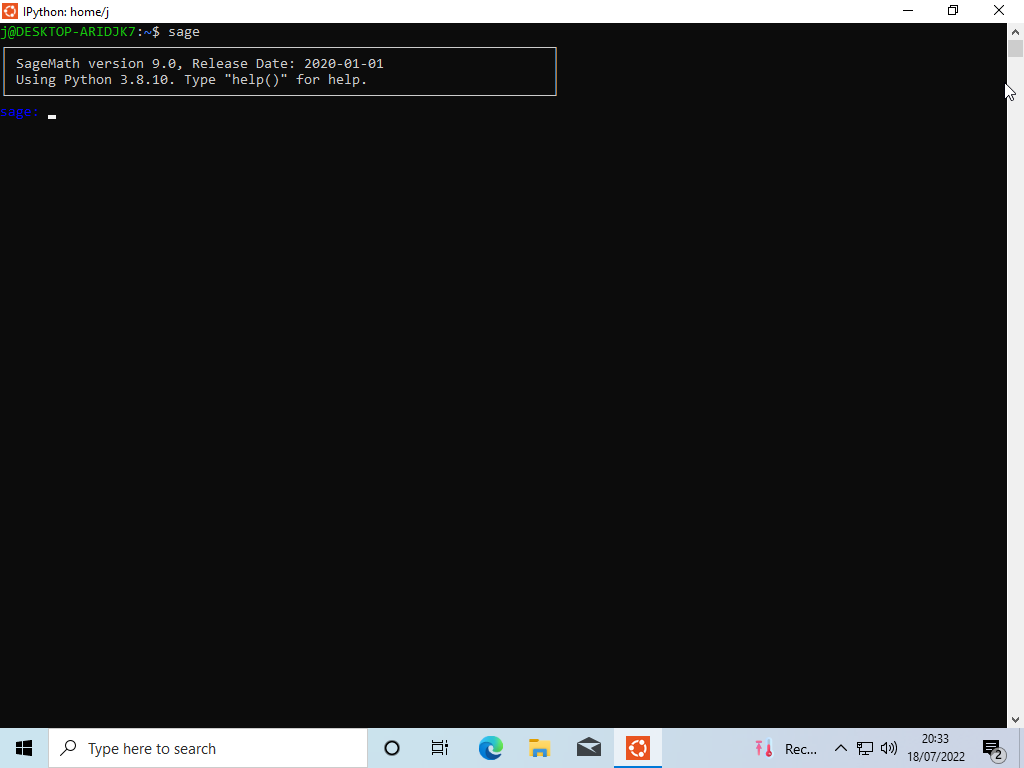 IPython: home/j
j@DESKTOP-ARIDJK7:~$ sage
SageMath version 9.0, Release Date: 2020-01-01
Using Python 3.8.10. Type "help()" for help.
sage:
Type here to search
Rec...
20:33
18/07/2022
2